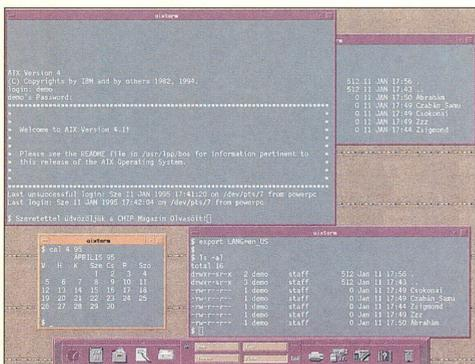 aixterm
AIX Version 4
(C) Copyrights by IBM and by others 1982, 1994.
login: demo
demo's Password:
Welcome to AIX Version 4.1!
Please see the README file in /usr/lpp/bos for information pertinent to
this release of the AIX Operating System.
Last unsuccessful login: Sze 11 JAN 1995 17:41:20 on /dev/pts/7 from powerpc
Last login: Sze 11 JAN 1995 17:42:04 on /dev/pts/7 from powerpc
$ Szeretettel üdvözöljük a CHIP Magazin Olvasóit!
512 11 JAN 17:56 .
512 11 JAN 17:43 ..
0 11 JAN 17:50 Ábrahám
0 11 JAN 17:49 Czabán_Samu
0 11 JAN 17:49 Csokonai
0 11 JAN 17:49 Zzz
0 11 JAN 17:44 Zsigmond
aixterm
$ cal 4 95
ÁPRILIS 95
V H K Sze Cs P Szo
1 2 3 4
5 6 7 8 9 10 11
12 13 14 15 16 17 18
19 20 21 22 23 24 25
26 27 28 29 30
$
aixterm
$ export LANG=en_US
$ ls -al
total 16
drwxr-sr-x 2 demo staff 512 Jan 11 17:56 .
drwxr-sr-x 3 demo staff 512 Jan 11 17:43 ..
-rw-r--r-- 1 demo staff 0 Jan 11 17:49 Csokonai
-rw-r--r-- 1 demo staff 0 Jan 11 17:49 Czabán_Samu
-rw-r--r-- 1 demo staff 0 Jan 11 17:44 Zsigmond
-rw-r--r-- 1 demo staff 0 Jan 11 17:49 Zzz
-rw-r--r-- 1 demo staff 0 Jan 11 17:50 Ábrahám
$